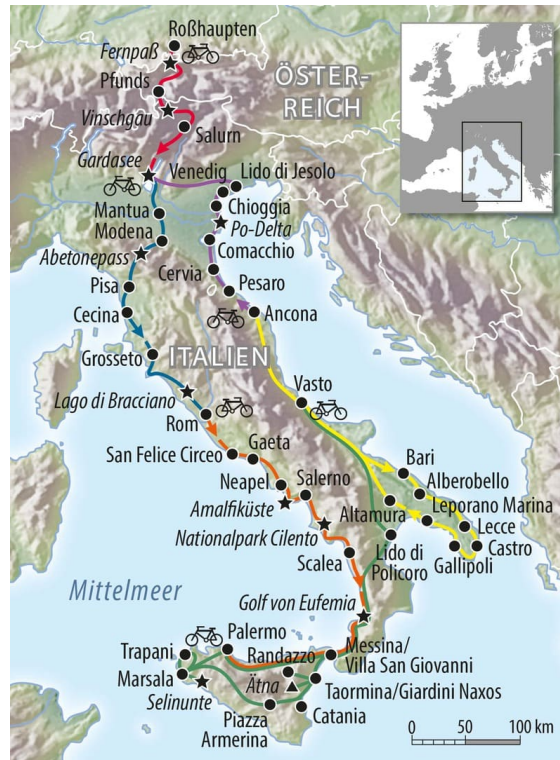 Roßhaupten
Fernpaß
ÖSTER-
REICH
Pfunds
Vinschgau
Salurn
Gardasee
Venedig
Lido di Jesolo
Chioggia
Mantua
Po-Delta
Modena
Comacchio
Abetonepass
Cervia
Pisa
Pesaro
Cecina
Ancona
Grosseto
ITALIEN
Lago di Bracciano
Vasto
Rom
Gaeta
San Felice Circeo
Bari
Neapel
Salerno
Alberobello
Amalfiküste
Leporano Marina
Altamura
Lecce
Nationalpark Cilento
Castro
Lido di
Policoro
Gallipoli
Scalea
Mittelmeer
Golf von Eufemia
Palermo
Trapani
Randazzo
Messina/
Villa San Giovanni
Marsala
Ätna
Taormina/Giardini Naxos
Selinunte
Catania
Piazza
Armerina
0 50 100 km